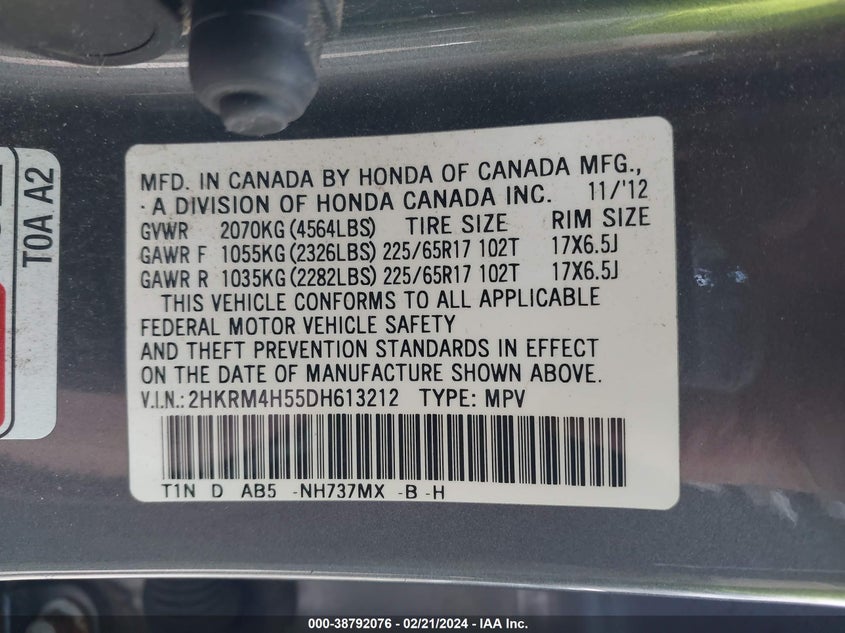 MFD. IN CANADA BY HONDA OF CANADA MFG.,
A DIVISION OF HONDA CANADA INC. 11/'12
GVWR 2070KG (4564LBS) TIRE SIZE RIM SIZE
GAWR F 1055KG (2326LBS) 225/65R17 102T 17X6.5J
GAWR R 1035KG (2282LBS) 225/65R17 102T 17X6.5J
THIS VEHICLE CONFORMS TO ALL APPLICABLE
FEDERAL MOTOR VEHICLE SAFETY
AND THEFT PREVENTION STANDARDS IN EFFECT
ON THE DATE OF MANUFACTURE SHOWN ABOVE.
V.I.N.: 2HKRM4H55DH613212 TYPE: MPV
T1N D AB5 -NH737MX -B -H
T0A A2
000-38792076 - 02/21/2024 - IAA Inc.